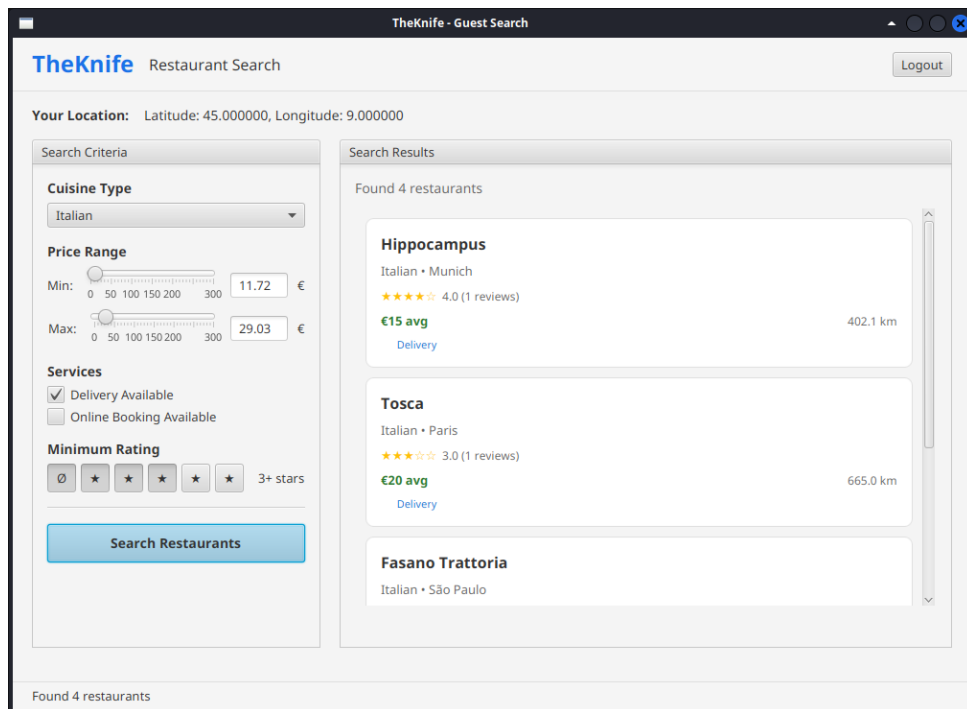 TheKnife - Guest Search
TheKnife Restaurant Search
Logout
Your Location: Latitude: 45.000000, Longitude: 9.000000
Search Criteria
Cuisine Type
Italian
Price Range
Min: 11.72 €
0 50 100 150 200 300
Max: 29.03 €
0 50 100 150 200 300
Services
Delivery Available
Online Booking Available
Minimum Rating
Ø ★ ★ ★ ★ ★ 3+ stars
Search Restaurants
Search Results
Found 4 restaurants
Hippocampus
Italian • Munich
★★★★☆ 4.0 (1 reviews)
€15 avg 402.1 km
Delivery
Tosca
Italian • Paris
★★★☆☆ 3.0 (1 reviews)
€20 avg 665.0 km
Delivery
Fasano Trattoria
Italian • São Paulo
Found 4 restaurants